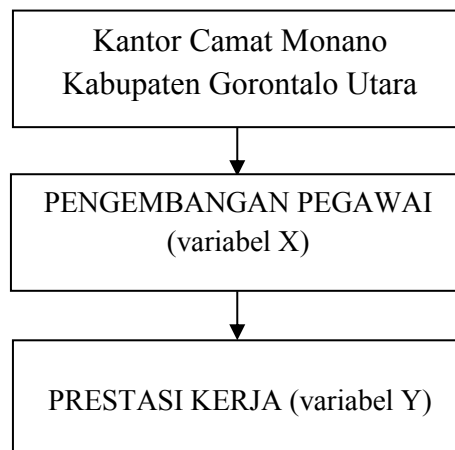 Kantor Camat Monano
Kabupaten Gorontalo Utara
PENGEMBANGAN PEGAWAI
(variabel X)
PRESTASI KERJA (variabel Y)